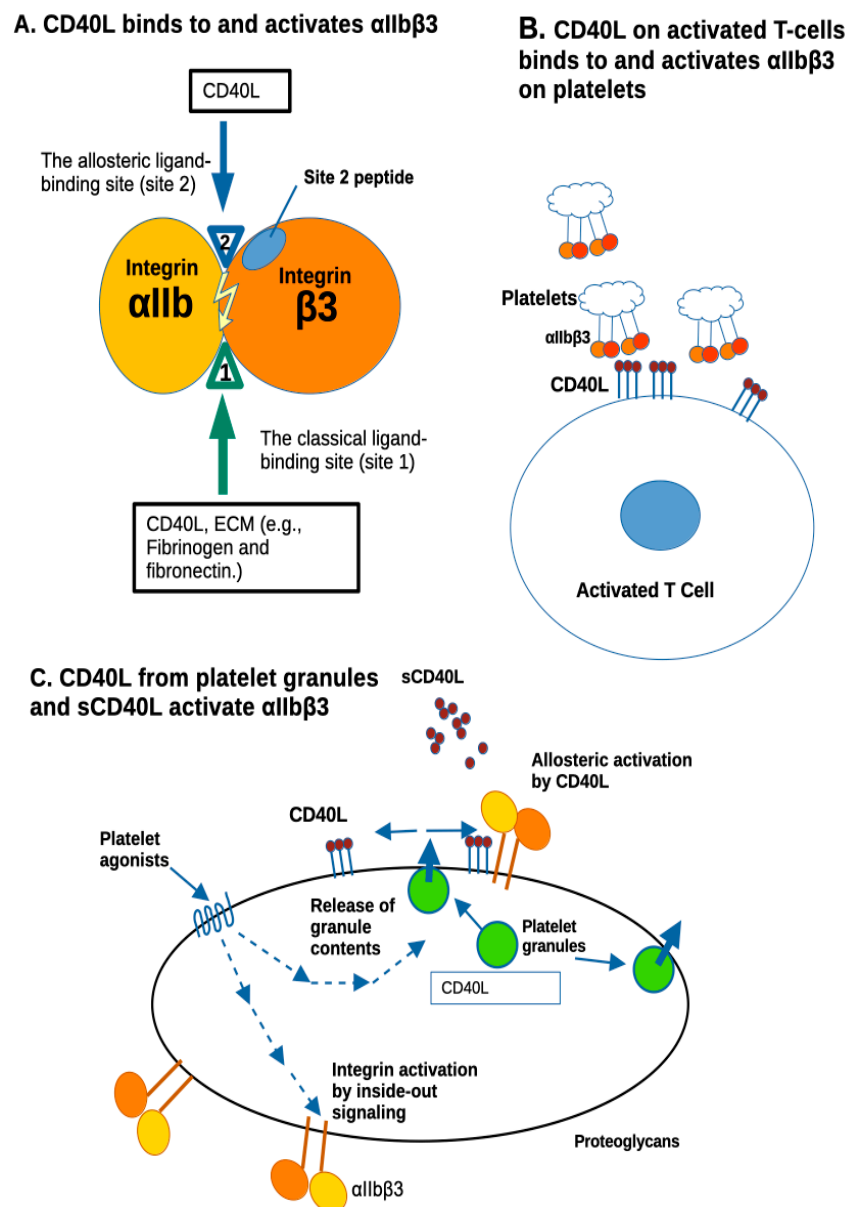 A. CD40L binds to and activates αIIbβ3
CD40L
The allosteric ligand-
binding site (site 2)
Site 2 peptide
2
Integrin
αIIb
Integrin
β3
1
The classical ligand-
binding site (site 1)
CD40L, ECM (e.g.,
Fibrinogen and
fibronectin.)
B. CD40L on activated T-cells
binds to and activates αIIbβ3
on platelets
Platelets
αIIbβ3
CD40L
Activated T Cell
C. CD40L from platelet granules
and sCD40L activate αIIbβ3
sCD40L
Allosteric activation
by CD40L
CD40L
Platelet
agonists
Release of
granule
contents
Platelet
granules
CD40L
Integrin activation
by inside-out
signaling
Proteoglycans
αIIbβ3